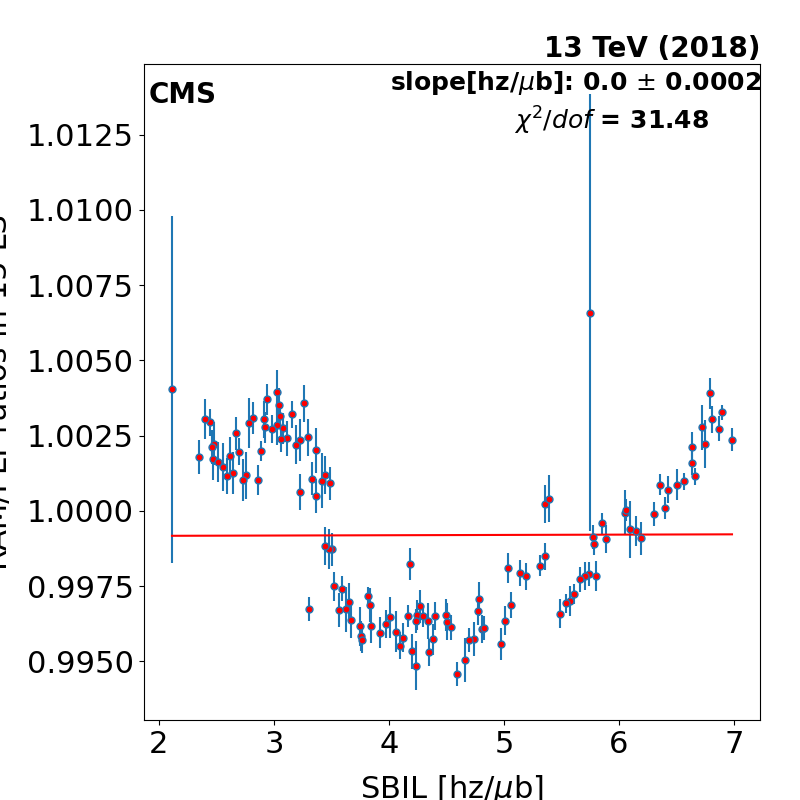 13 TeV (2018)
CMS
slope[hz/μb]: 0.0 ± 0.0002
χ²/dof = 31.48
1.0125
1.0100
1.0075
1.0050
1.0025
1.0000
0.9975
0.9950
2 3 4 5 6 7
SBIL [hz/μb]